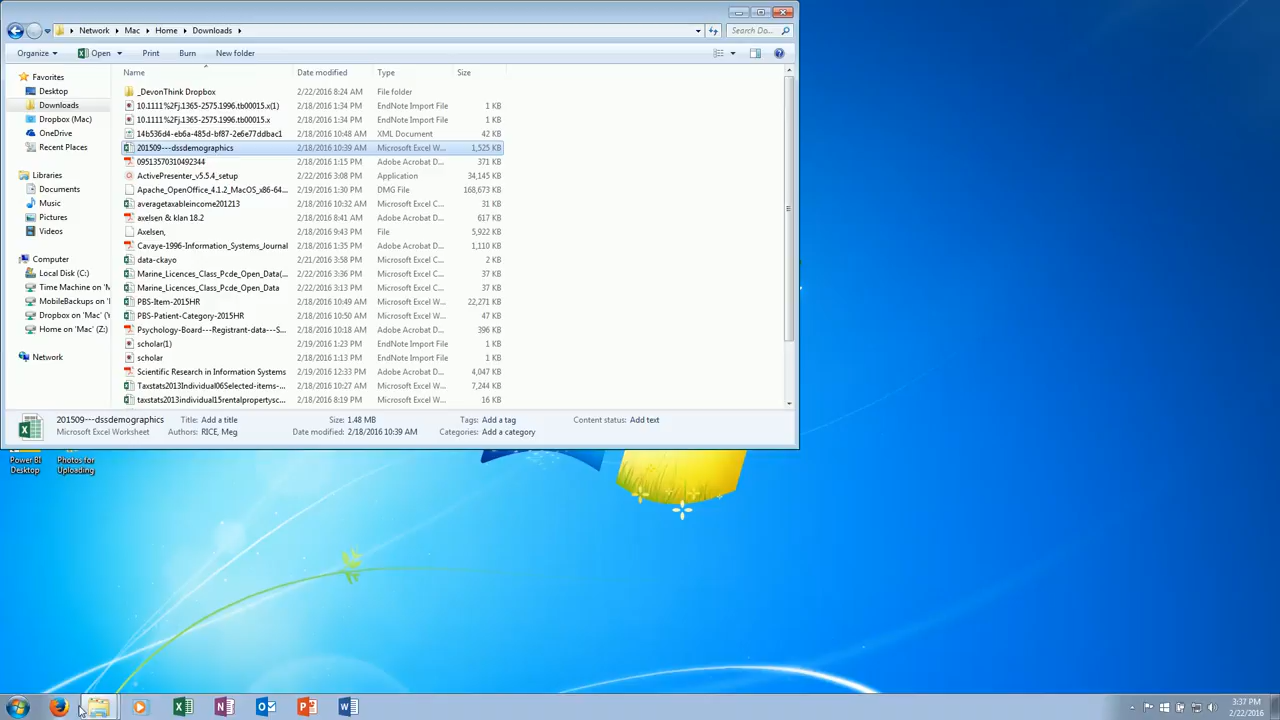 Network Mac Home Downloads
Search Do...
Organize Open Print Burn New folder
Name Date modified Type Size
Favorites
Desktop
Downloads
Dropbox (Mac)
OneDrive
Recent Places
Libraries
Documents
Music
Pictures
Videos
Computer
Local Disk (C:)
Time Machine on 'M
MobileBackups on 'M
Dropbox on 'Mac' (Y
Home on 'Mac' (Z:)
Network
_DevonThink Dropbox 2/22/2016 8:24 AM File folder
10.1111%2Fj.1365-2575.1996.tb00015.x(1) 2/18/2016 1:34 PM EndNote Import File 1 KB
10.1111%2Fj.1365-2575.1996.tb00015.x 2/18/2016 1:34 PM EndNote Import File 1 KB
14b536d4-eb6a-485d-bf87-2e6e77ddbac1 2/18/2016 10:48 AM XML Document 42 KB
201509---dssdemographics 2/18/2016 10:39 AM Microsoft Excel W... 1,525 KB
09513570310492344 2/18/2016 1:15 PM Adobe Acrobat D... 371 KB
ActivePresenter_v5.5.4_setup 2/22/2016 3:08 PM Application 34,145 KB
Apache_OpenOffice_4.1.2_MacOS_x86-64... 2/19/2016 1:30 PM DMG File 168,673 KB
averagetaxableincome201213 2/18/2016 10:32 AM Microsoft Excel C... 31 KB
axelsen & klan 18.2 2/18/2016 8:41 AM Adobe Acrobat D... 617 KB
Axelsen, 2/18/2016 9:43 PM File 5,922 KB
Cavaye-1996-Information_Systems_Journal 2/18/2016 1:35 PM Adobe Acrobat D... 1,110 KB
data-ckayo 2/21/2016 3:58 PM Microsoft Excel C... 2 KB
Marine_Licences_Class_Pcde_Open_Data(... 2/22/2016 3:36 PM Microsoft Excel C... 37 KB
Marine_Licences_Class_Pcde_Open_Data 2/22/2016 3:13 PM Microsoft Excel C... 37 KB
PBS-Item-2015HR 2/18/2016 10:49 AM Microsoft Excel W... 22,271 KB
PBS-Patient-Category-2015HR 2/18/2016 10:50 AM Microsoft Excel W... 47 KB
Psychology-Board---Registrant-data---S... 2/18/2016 10:18 AM Adobe Acrobat D... 396 KB
scholar(1) 2/19/2016 1:23 PM EndNote Import File 1 KB
scholar 2/18/2016 1:13 PM EndNote Import File 1 KB
Scientific Research in Information Systems 2/19/2016 12:33 PM Adobe Acrobat D... 4,047 KB
Taxstats2013Individual06Selected-items-... 2/18/2016 10:27 AM Microsoft Excel W... 7,244 KB
taxstats2013individual15rentalpropertysc... 2/18/2016 8:19 PM Microsoft Excel W... 16 KB
201509---dssdemographics Title: Add a title Size: 1.48 MB Tags: Add a tag Content status: Add text
Microsoft Excel Worksheet Authors: RICE, Meg Date modified: 2/18/2016 10:39 AM Categories: Add a category
Power BI
Desktop
Photos for
Uploading
3:37 PM
2/22/2016